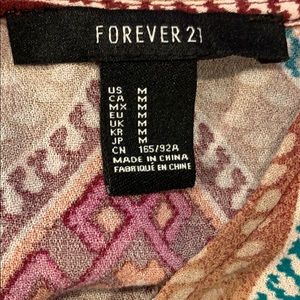 FOREVER 21
US M
CA M
MX M
EU M
UK M
KR M
JP M
CN 165/92A
MADE IN CHINA
FABRIQUÉ EN CHINE